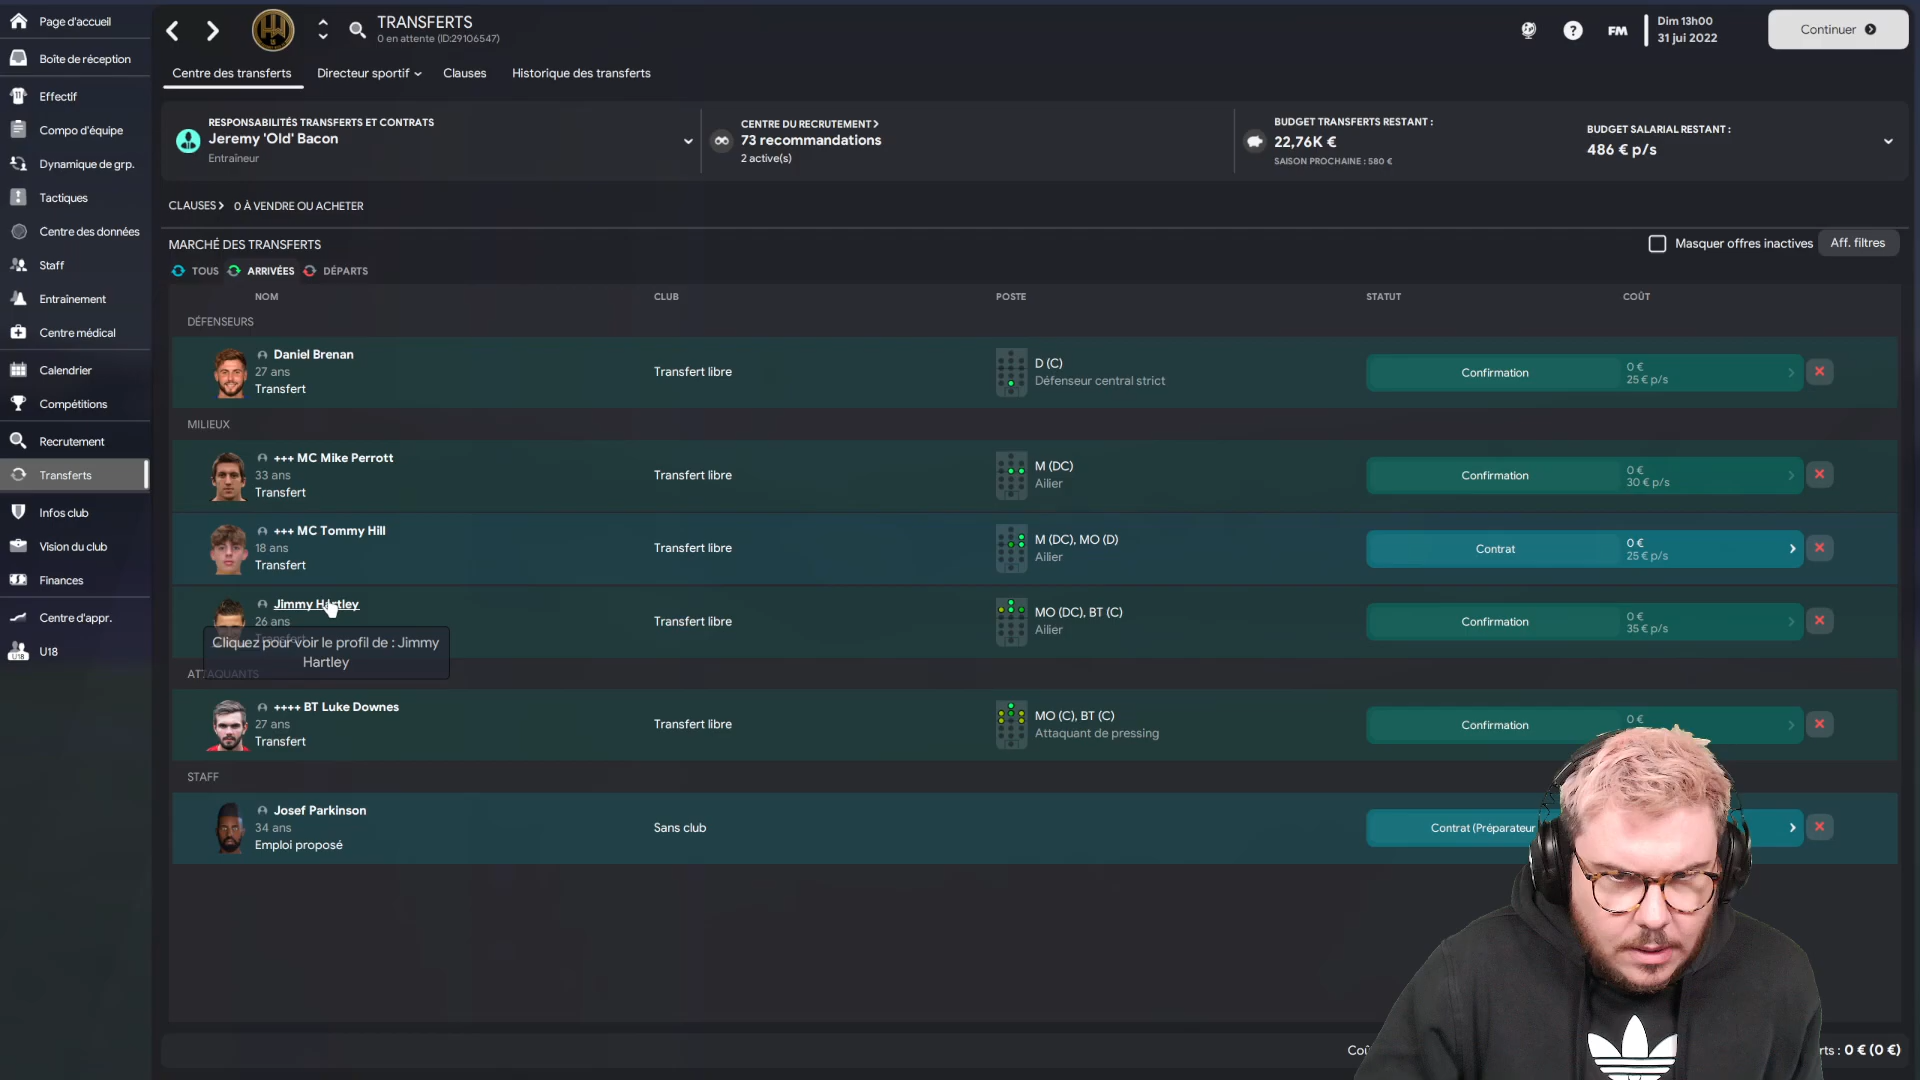 Page d'accueil
Boîte de réception
Effectif
Compo d'équipe
Dynamique de grp.
Tactiques
Centre des données
Staff
Entraînement
Centre médical
Calendrier
Compétitions
Recrutement
Transferts
Infos club
Vision du club
Finances
Centre d'appr.
U18
U18
TRANSFERTS
0 en attente (ID:29106547)
FM
Dim 13h00
31 jui 2022
Continuer
Centre des transferts
Directeur sportif
Clauses
Historique des transferts
RESPONSABILITÉS TRANSFERTS ET CONTRATS
Jeremy 'Old' Bacon
Entraîneur
CENTRE DU RECRUTEMENT >
73 recommandations
2 active(s)
BUDGET TRANSFERTS RESTANT :
22,76K €
SAISON PROCHAINE : 580 €
BUDGET SALARIAL RESTANT :
486 € p/s
CLAUSES > 0 À VENDRE OU ACHETER
MARCHÉ DES TRANSFERTS
Masquer offres inactives
Aff. filtres
TOUS ARRIVÉES DÉPARTS
NOM CLUB POSTE STATUT COÛT
DÉFENSEURS
Daniel Brenan
27 ans
Transfert
Transfert libre
D (C)
Défenseur central strict
Confirmation
0 €
25 € p/s
MILIEUX
+++ MC Mike Perrott
33 ans
Transfert
Transfert libre
M (DC)
Ailier
Confirmation
0 €
30 € p/s
+++ MC Tommy Hill
18 ans
Transfert
Transfert libre
M (DC), MO (D)
Ailier
Contrat
0 €
25 € p/s
Jimmy Hartley
26 ans
Transfert
Transfert libre
MO (DC), BT (C)
Ailier
Confirmation
0 €
35 € p/s
Cliquez pour voir le profil de : Jimmy
Hartley
ATTAQUANTS
++++ BT Luke Downes
27 ans
Transfert
Transfert libre
MO (C), BT (C)
Attaquant de pressing
Confirmation
0 €
STAFF
Josef Parkinson
34 ans
Emploi proposé
Sans club
Contrat (Préparateur
0 € (0 €)